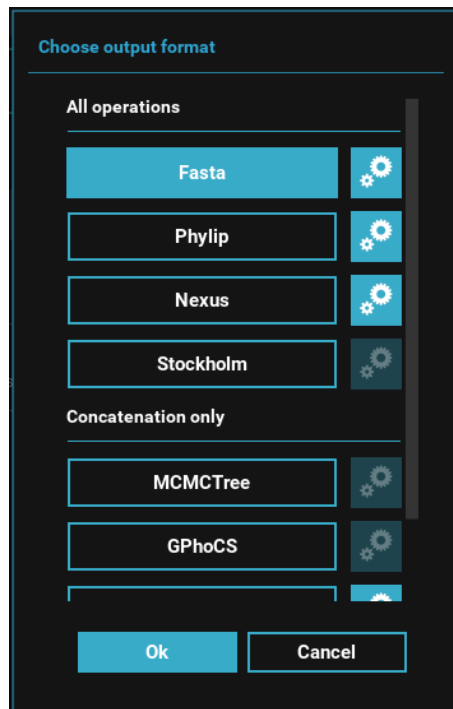 Choose output format
All operations
Fasta
Phylip
Nexus
Stockholm
Concatenation only
MCMCTree
GPhoCS
Ok
Cancel